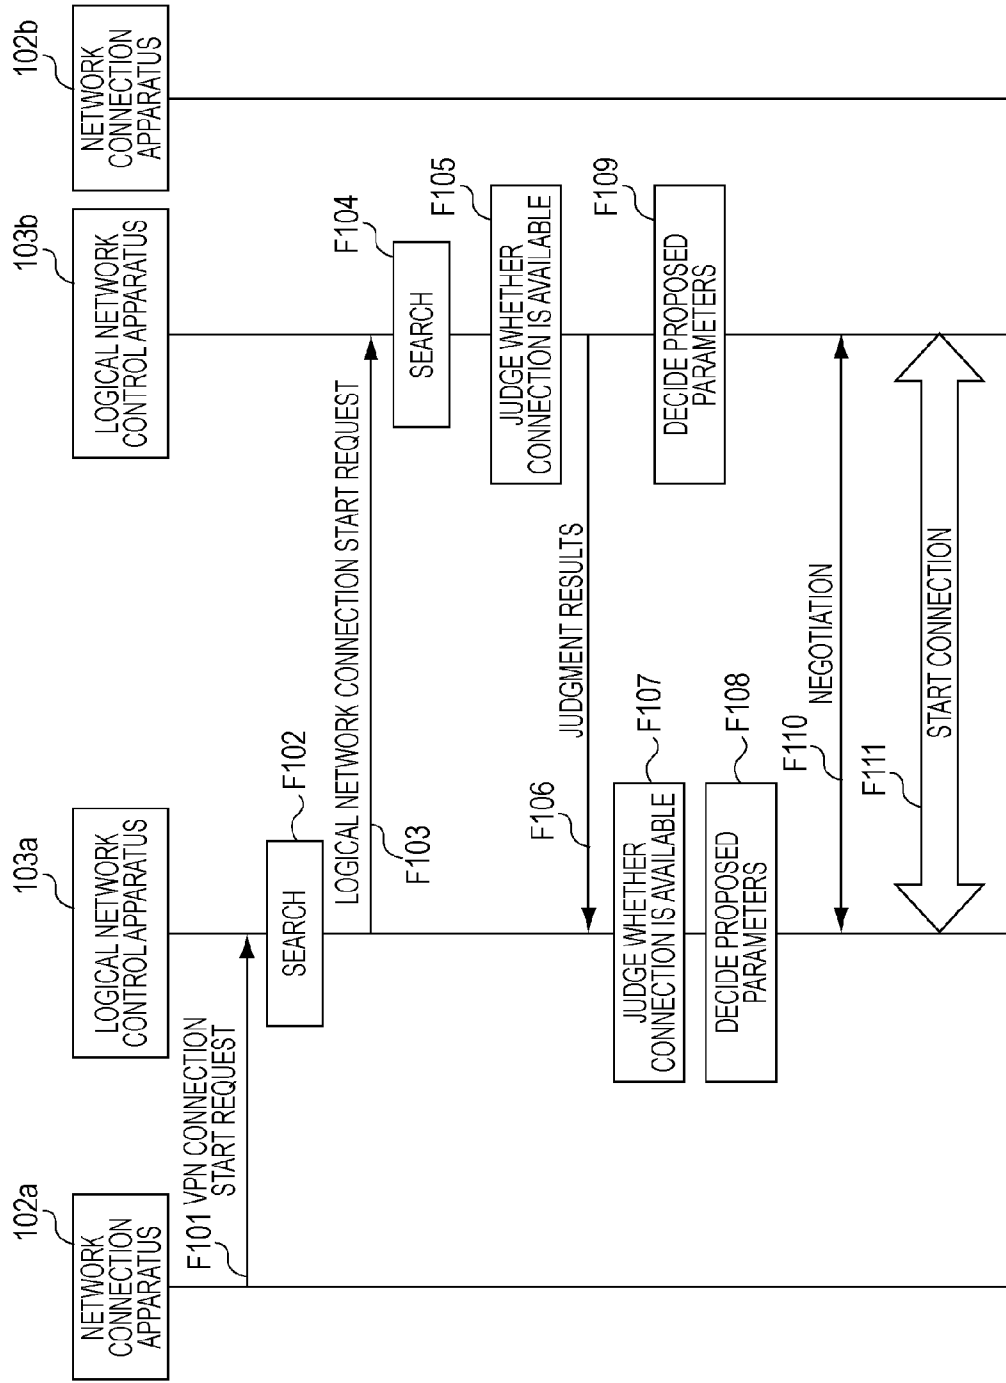 102a
NETWORK
CONNECTION
APPARATUS
103a
LOGICAL NETWORK
CONTROL APPARATUS
103b
LOGICAL NETWORK
CONTROL APPARATUS
102b
NETWORK
CONNECTION
APPARATUS
F101
VPN CONNECTION
START REQUEST
SEARCH
F102
LOGICAL NETWORK CONNECTION START REQUEST
F103
F104
SEARCH
F105
JUDGE WHETHER
CONNECTION IS AVAILABLE
JUDGMENT RESULTS
F106
JUDGE WHETHER
CONNECTION IS AVAILABLE
F107
DECIDE PROPOSED
PARAMETERS
F108
F109
DECIDE PROPOSED
PARAMETERS
F110
NEGOTIATION
F111
START CONNECTION